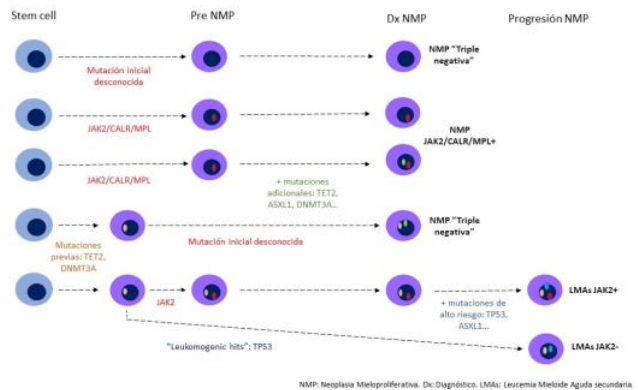 Stem cell
Pre NMP
Dx NMP
Progresión NMP
Mutación inicial
desconocida
NMP "Triple
negativa"
JAK2/CALR/MPL
NMP
JAK2/CALR/MPL+
JAK2/CALR/MPL
+ mutaciones
adicionales: TET2,
ASXL1, DNMT3A...
Mutaciones
previas: TET2,
DNMT3A
Mutación inicial desconocida
NMP "Triple
negativa"
JAK2
+ mutaciones de
alto riesgo: TP53,
ASXL1...
LMAs JAK2+
"Leukomogenic hits": TP53
LMAs JAK2-
NMP: Neoplasia Mieloproliferativa. Dx: Diagnóstico. LMAs: Leucemia Mieloide Aguda secundaria